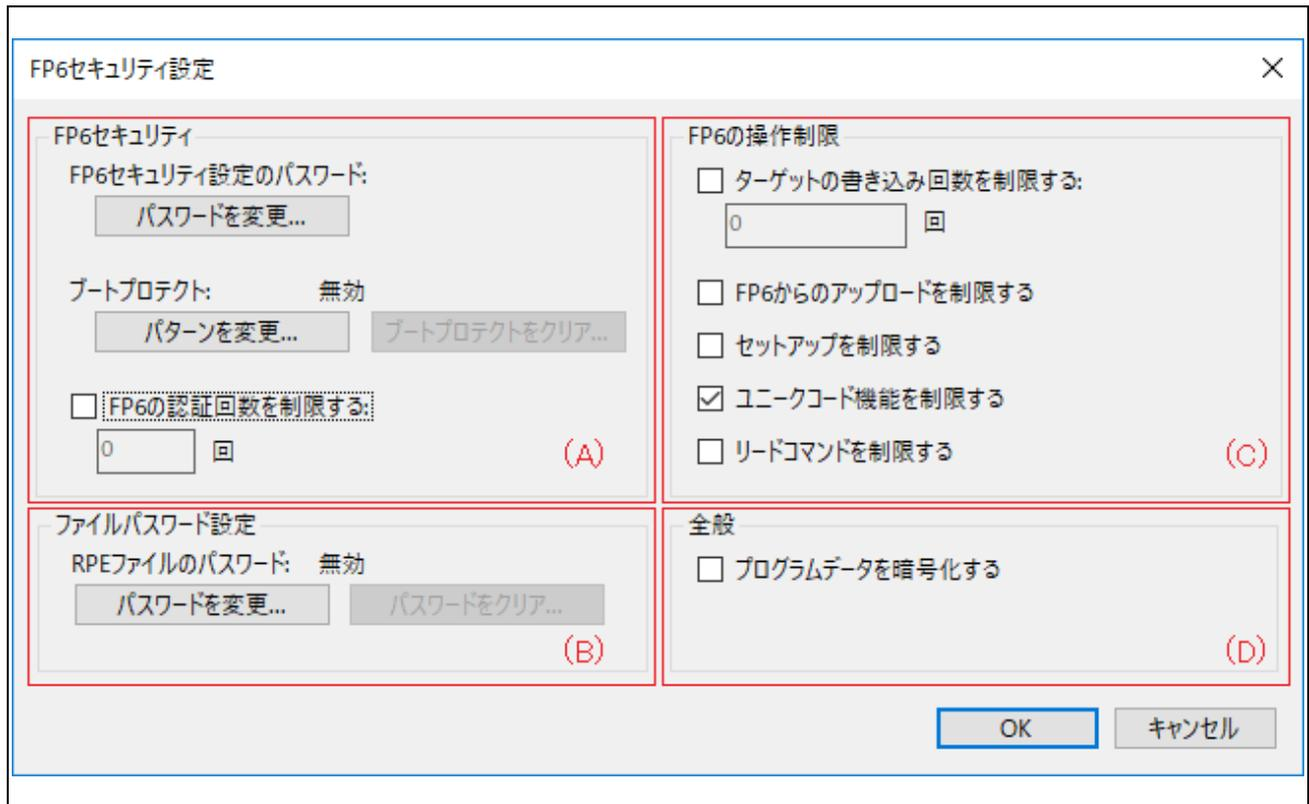 FP6セキュリティ設定
FP6セキュリティ
FP6セキュリティ設定のパスワード:
パスワードを変更...
ブートプロテクト: 無効
パターンを変更... ブートプロテクトをクリア...
FP6の認証回数を制限する:
0 回
(A)
FP6の操作制限
ターゲットの書き込み回数を制限する:
0 回
FP6からのアップロードを制限する
セットアップを制限する
ユニークコード機能を制限する
リードコマンドを制限する
(C)
ファイルパスワード設定
RPEファイルのパスワード: 無効
パスワードを変更... パスワードをクリア...
(B)
全般
プログラムデータを暗号化する
(D)
OK キャンセル